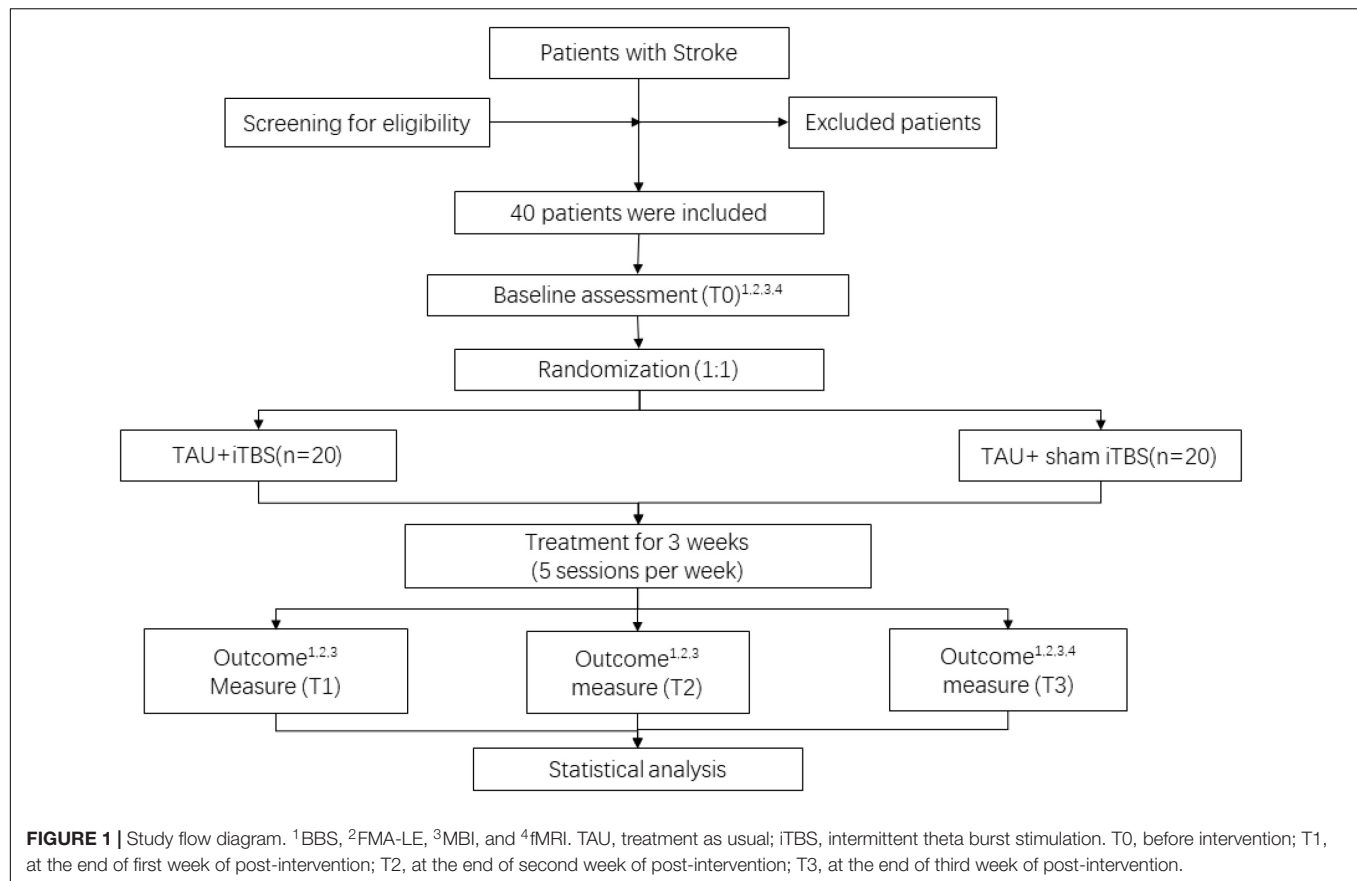 Patients with Stroke
Screening for eligibility
Excluded patients
40 patients were included
Baseline assessment (T0)1,2,3,4
Randomization (1:1)
TAU+iTBS(n=20)
TAU+ sham iTBS(n=20)
Treatment for 3 weeks
(5 sessions per week)
Outcome1,2,3
Measure (T1)
Outcome1,2,3
measure (T2)
Outcome1,2,3,4
measure (T3)
Statistical analysis
FIGURE 1 | Study flow diagram. 1BBS, 2FMA-LE, 3MBI, and 4fMRI. TAU, treatment as usual; iTBS, intermittent theta burst stimulation. T0, before intervention; T1,
at the end of first week of post-intervention; T2, at the end of second week of post-intervention; T3, at the end of third week of post-intervention.